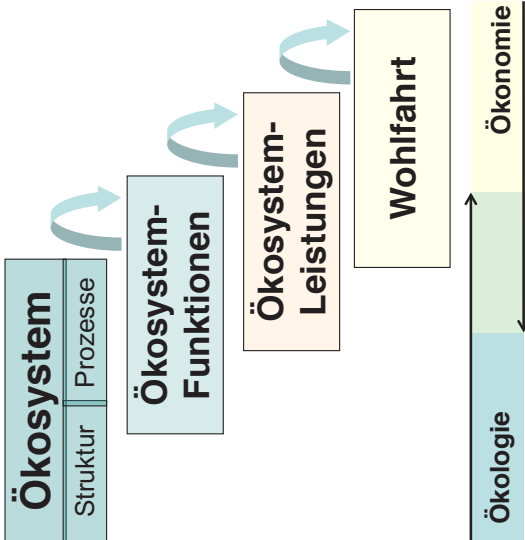 Ökosystem
Struktur
Prozesse
Ökosystem-
Funktionen
Ökosystem-
Leistungen
Wohlfahrt
Ökologie
Ökonomie